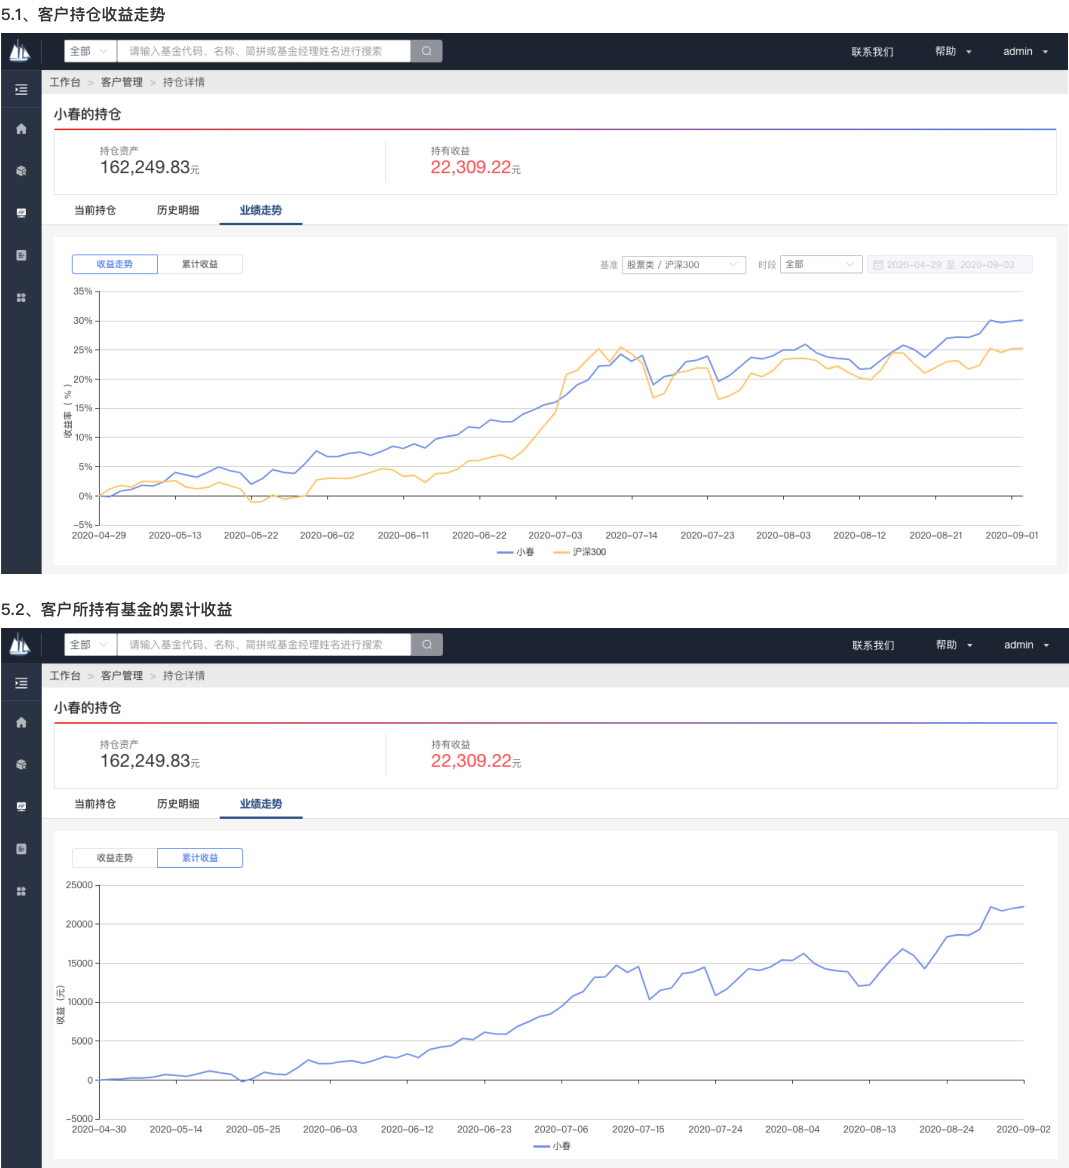 5.1、客户持仓收益走势
全部 请输入基金代码、名称、简拼或基金经理姓名进行搜索 联系我们 帮助 admin
工作台 > 客户管理 > 持仓详情
小春的持仓
持仓资产 持有收益
162,249.83元 22,309.22元
当前持仓 历史明细 业绩走势
收益走势 累计收益 基准 股票类 / 沪深300 时段 全部 2020-04-29 至 2020-09-03
35%
30%
25%
20%
15%
10%
5%
0%
-5%
收益率（%）
2020-04-29 2020-05-13 2020-05-22 2020-06-02 2020-06-11 2020-06-22 2020-07-03 2020-07-14 2020-07-23 2020-08-03 2020-08-12 2020-08-21 2020-09-01
小春 沪深300
5.2、客户所持有基金的累计收益
全部 请输入基金代码、名称、简拼或基金经理姓名进行搜索 联系我们 帮助 admin
工作台 > 客户管理 > 持仓详情
小春的持仓
持仓资产 持有收益
162,249.83元 22,309.22元
当前持仓 历史明细 业绩走势
收益走势 累计收益
25000
20000
15000
10000
5000
0
-5000
收益（元）
2020-04-30 2020-05-14 2020-05-25 2020-06-03 2020-06-12 2020-06-23 2020-07-06 2020-07-15 2020-07-24 2020-08-04 2020-08-13 2020-08-24 2020-09-02
小春